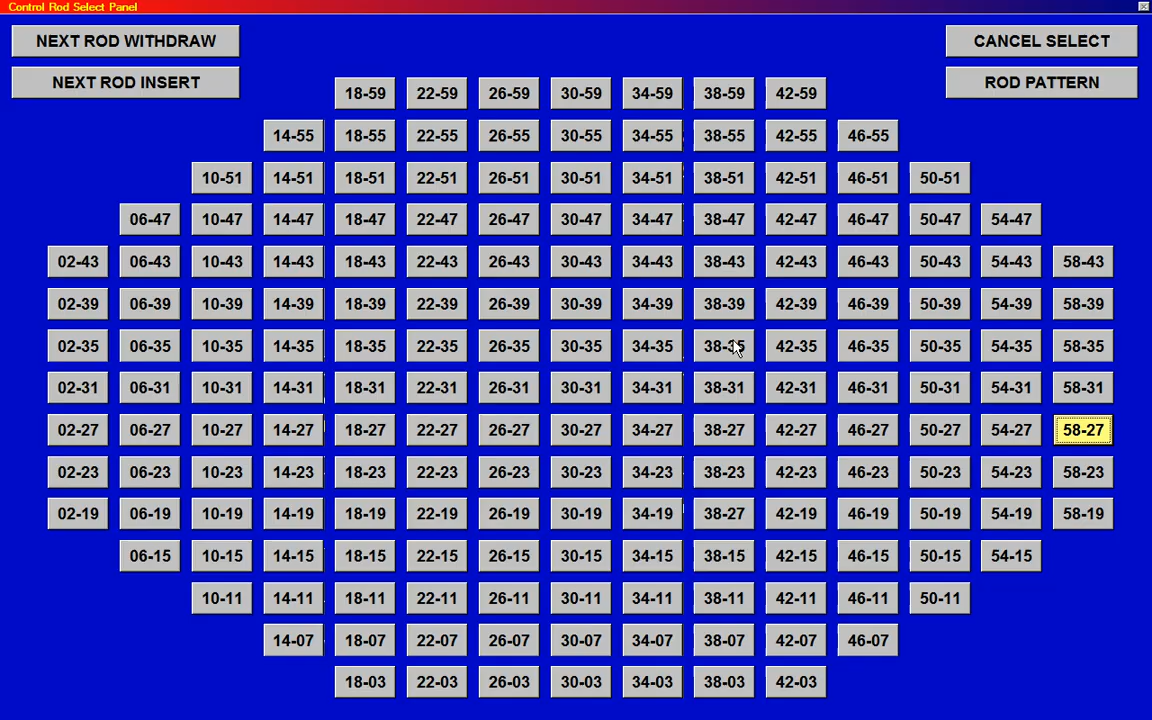 Control Rod Select Panel
NEXT ROD WITHDRAW CANCEL SELECT
NEXT ROD INSERT ROD PATTERN
18-59 22-59 26-59 30-59 34-59 38-59 42-59
14-55 18-55 22-55 26-55 30-55 34-55 38-55 42-55 46-55
10-51 14-51 18-51 22-51 26-51 30-51 34-51 38-51 42-51 46-51 50-51
06-47 10-47 14-47 18-47 22-47 26-47 30-47 34-47 38-47 42-47 46-47 50-47 54-47
02-43 06-43 10-43 14-43 18-43 22-43 26-43 30-43 34-43 38-43 42-43 46-43 50-43 54-43 58-43
02-39 06-39 10-39 14-39 18-39 22-39 26-39 30-39 34-39 38-39 42-39 46-39 50-39 54-39 58-39
02-35 06-35 10-35 14-35 18-35 22-35 26-35 30-35 34-35 38-35 42-35 46-35 50-35 54-35 58-35
02-31 06-31 10-31 14-31 18-31 22-31 26-31 30-31 34-31 38-31 42-31 46-31 50-31 54-31 58-31
02-27 06-27 10-27 14-27 18-27 22-27 26-27 30-27 34-27 38-27 42-27 46-27 50-27 54-27 58-27
02-23 06-23 10-23 14-23 18-23 22-23 26-23 30-23 34-23 38-23 42-23 46-23 50-23 54-23 58-23
02-19 06-19 10-19 14-19 18-19 22-19 26-19 30-19 34-19 38-27 42-19 46-19 50-19 54-19 58-19
06-15 10-15 14-15 18-15 22-15 26-15 30-15 34-15 38-15 42-15 46-15 50-15 54-15
10-11 14-11 18-11 22-11 26-11 30-11 34-11 38-11 42-11 46-11 50-11
14-07 18-07 22-07 26-07 30-07 34-07 38-07 42-07 46-07
18-03 22-03 26-03 30-03 34-03 38-03 42-03